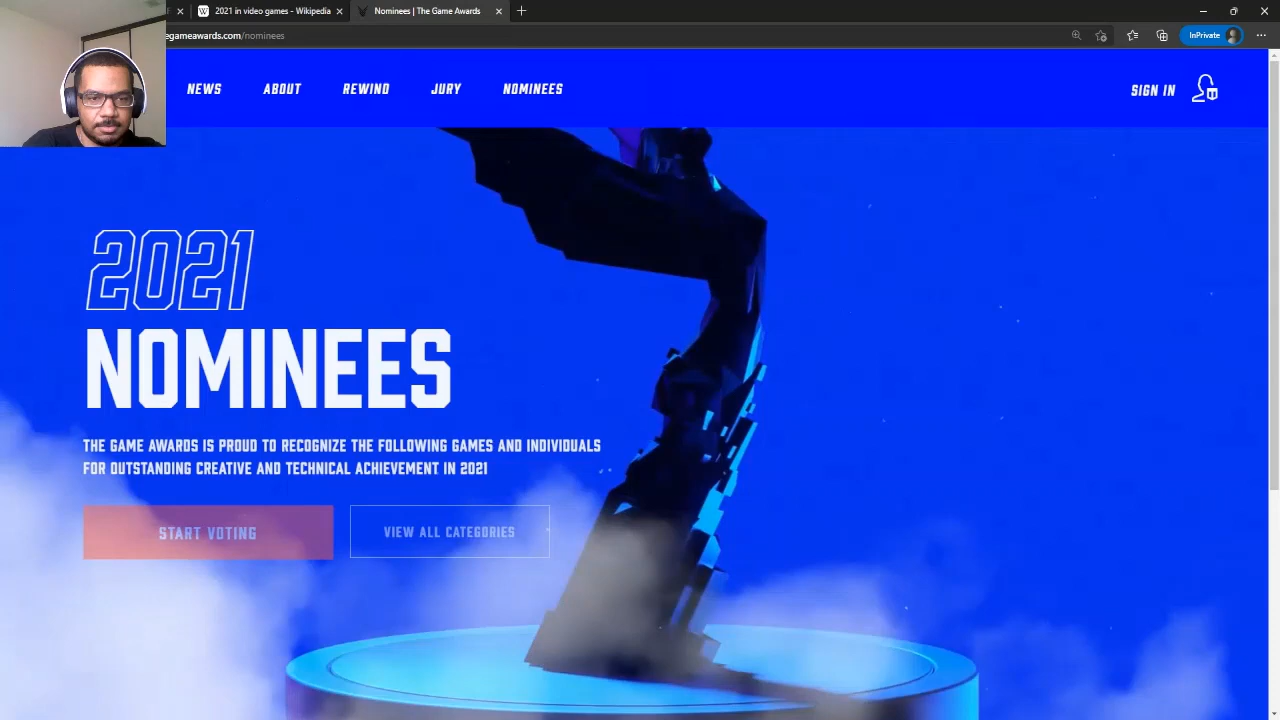 2021 in video games - Wikipedia
Nominees | The Game Awards
egameawards.com/nominees
InPrivate
NEWS
ABOUT
REWIND
JURY
NOMINEES
SIGN IN
2021
NOMINEES
THE GAME AWARDS IS PROUD TO RECOGNIZE THE FOLLOWING GAMES AND INDIVIDUALS
FOR OUTSTANDING CREATIVE AND TECHNICAL ACHIEVEMENT IN 2021
START VOTING
VIEW ALL CATEGORIES